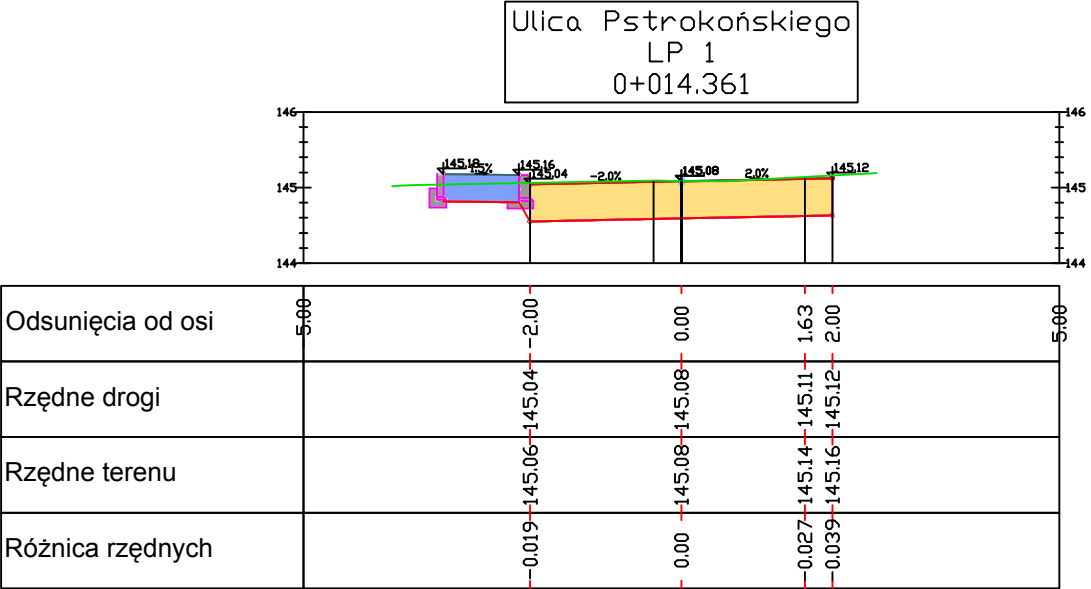 Ulica Pstrokońskiego
LP 1
0+014.361
146 146
145.18 1.5% 145.16 145.04 -2.0% 145.08 2.0% 145.12
145 145
144 144
Odsunięcia od osi -5.00 -2.00 0.00 1.63 2.00 5.00
Rzędne drogi 145.04 145.08 145.11 145.12
Rzędne terenu 145.06 145.08 145.14 145.16
Różnica rzędnych -0.019 0.00 -0.027 -0.039